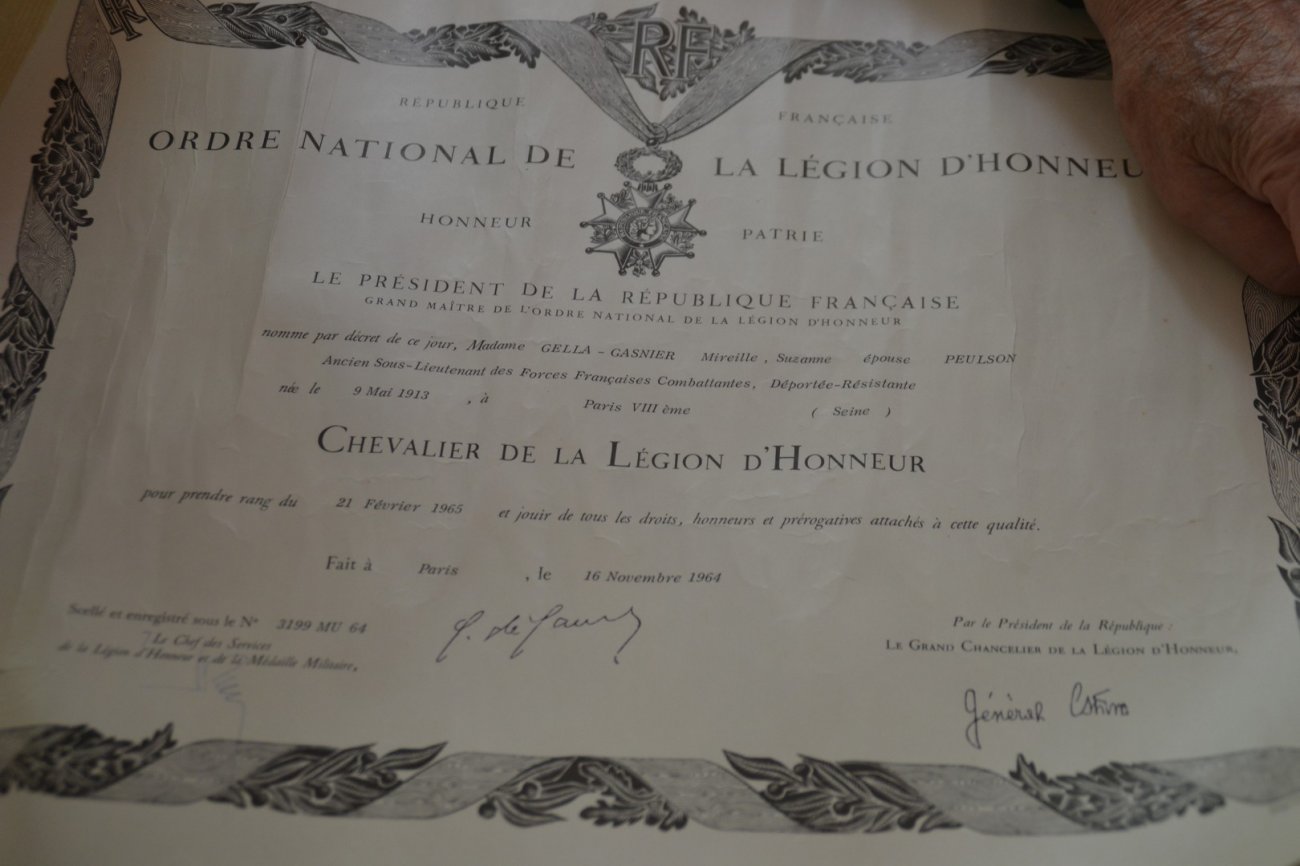 RF
RÉPUBLIQUE FRANÇAISE
ORDRE NATIONAL DE LA LÉGION D'HONNEU
HONNEUR PATRIE
LE PRÉSIDENT DE LA RÉPUBLIQUE FRANÇAISE
GRAND MAÎTRE DE L'ORDRE NATIONAL DE LA LÉGION D'HONNEUR
nomme par décret de ce jour, Madame GELLA - GASNIER Mireille, Suzanne épouse PEULSON
Ancien Sous-Lieutenant des Forces Françaises Combattantes, Déportée-Résistante
née le 9 Mai 1913 , à Paris VIII ème ( Seine )
CHEVALIER DE LA LÉGION D'HONNEUR
pour prendre rang du 21 Février 1965 et jouir de tous les droits, honneurs et prérogatives attachés à cette qualité.
Fait à Paris , le 16 Novembre 1964
Scellé et enregistré sous le N° 3199 MU 64
Le Chef des Services
de la Légion d'Honneur et de la Médaille Militaire,
Par le Président de la République :
LE GRAND CHANCELIER DE LA LÉGION D'HONNEUR,
Général